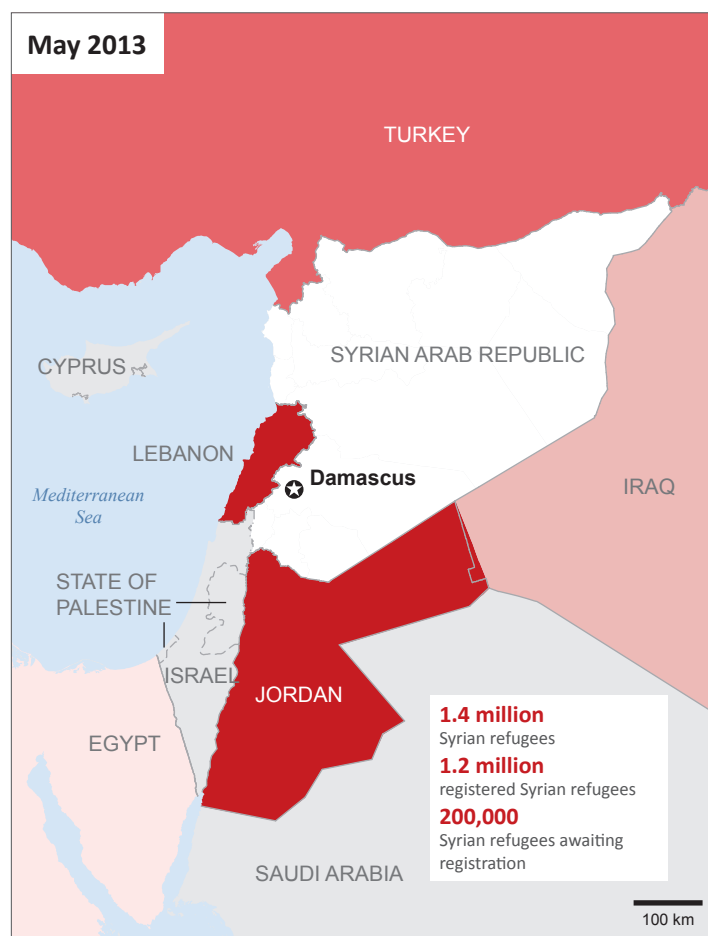 May 2013
TURKEY
CYPRUS
SYRIAN ARAB REPUBLIC
LEBANON
Damascus
IRAQ
Mediterranean
Sea
STATE OF
PALESTINE
ISRAEL
JORDAN
EGYPT
1.4 million
Syrian refugees
1.2 million
registered Syrian refugees
200,000
Syrian refugees awaiting
registration
SAUDI ARABIA
100 km